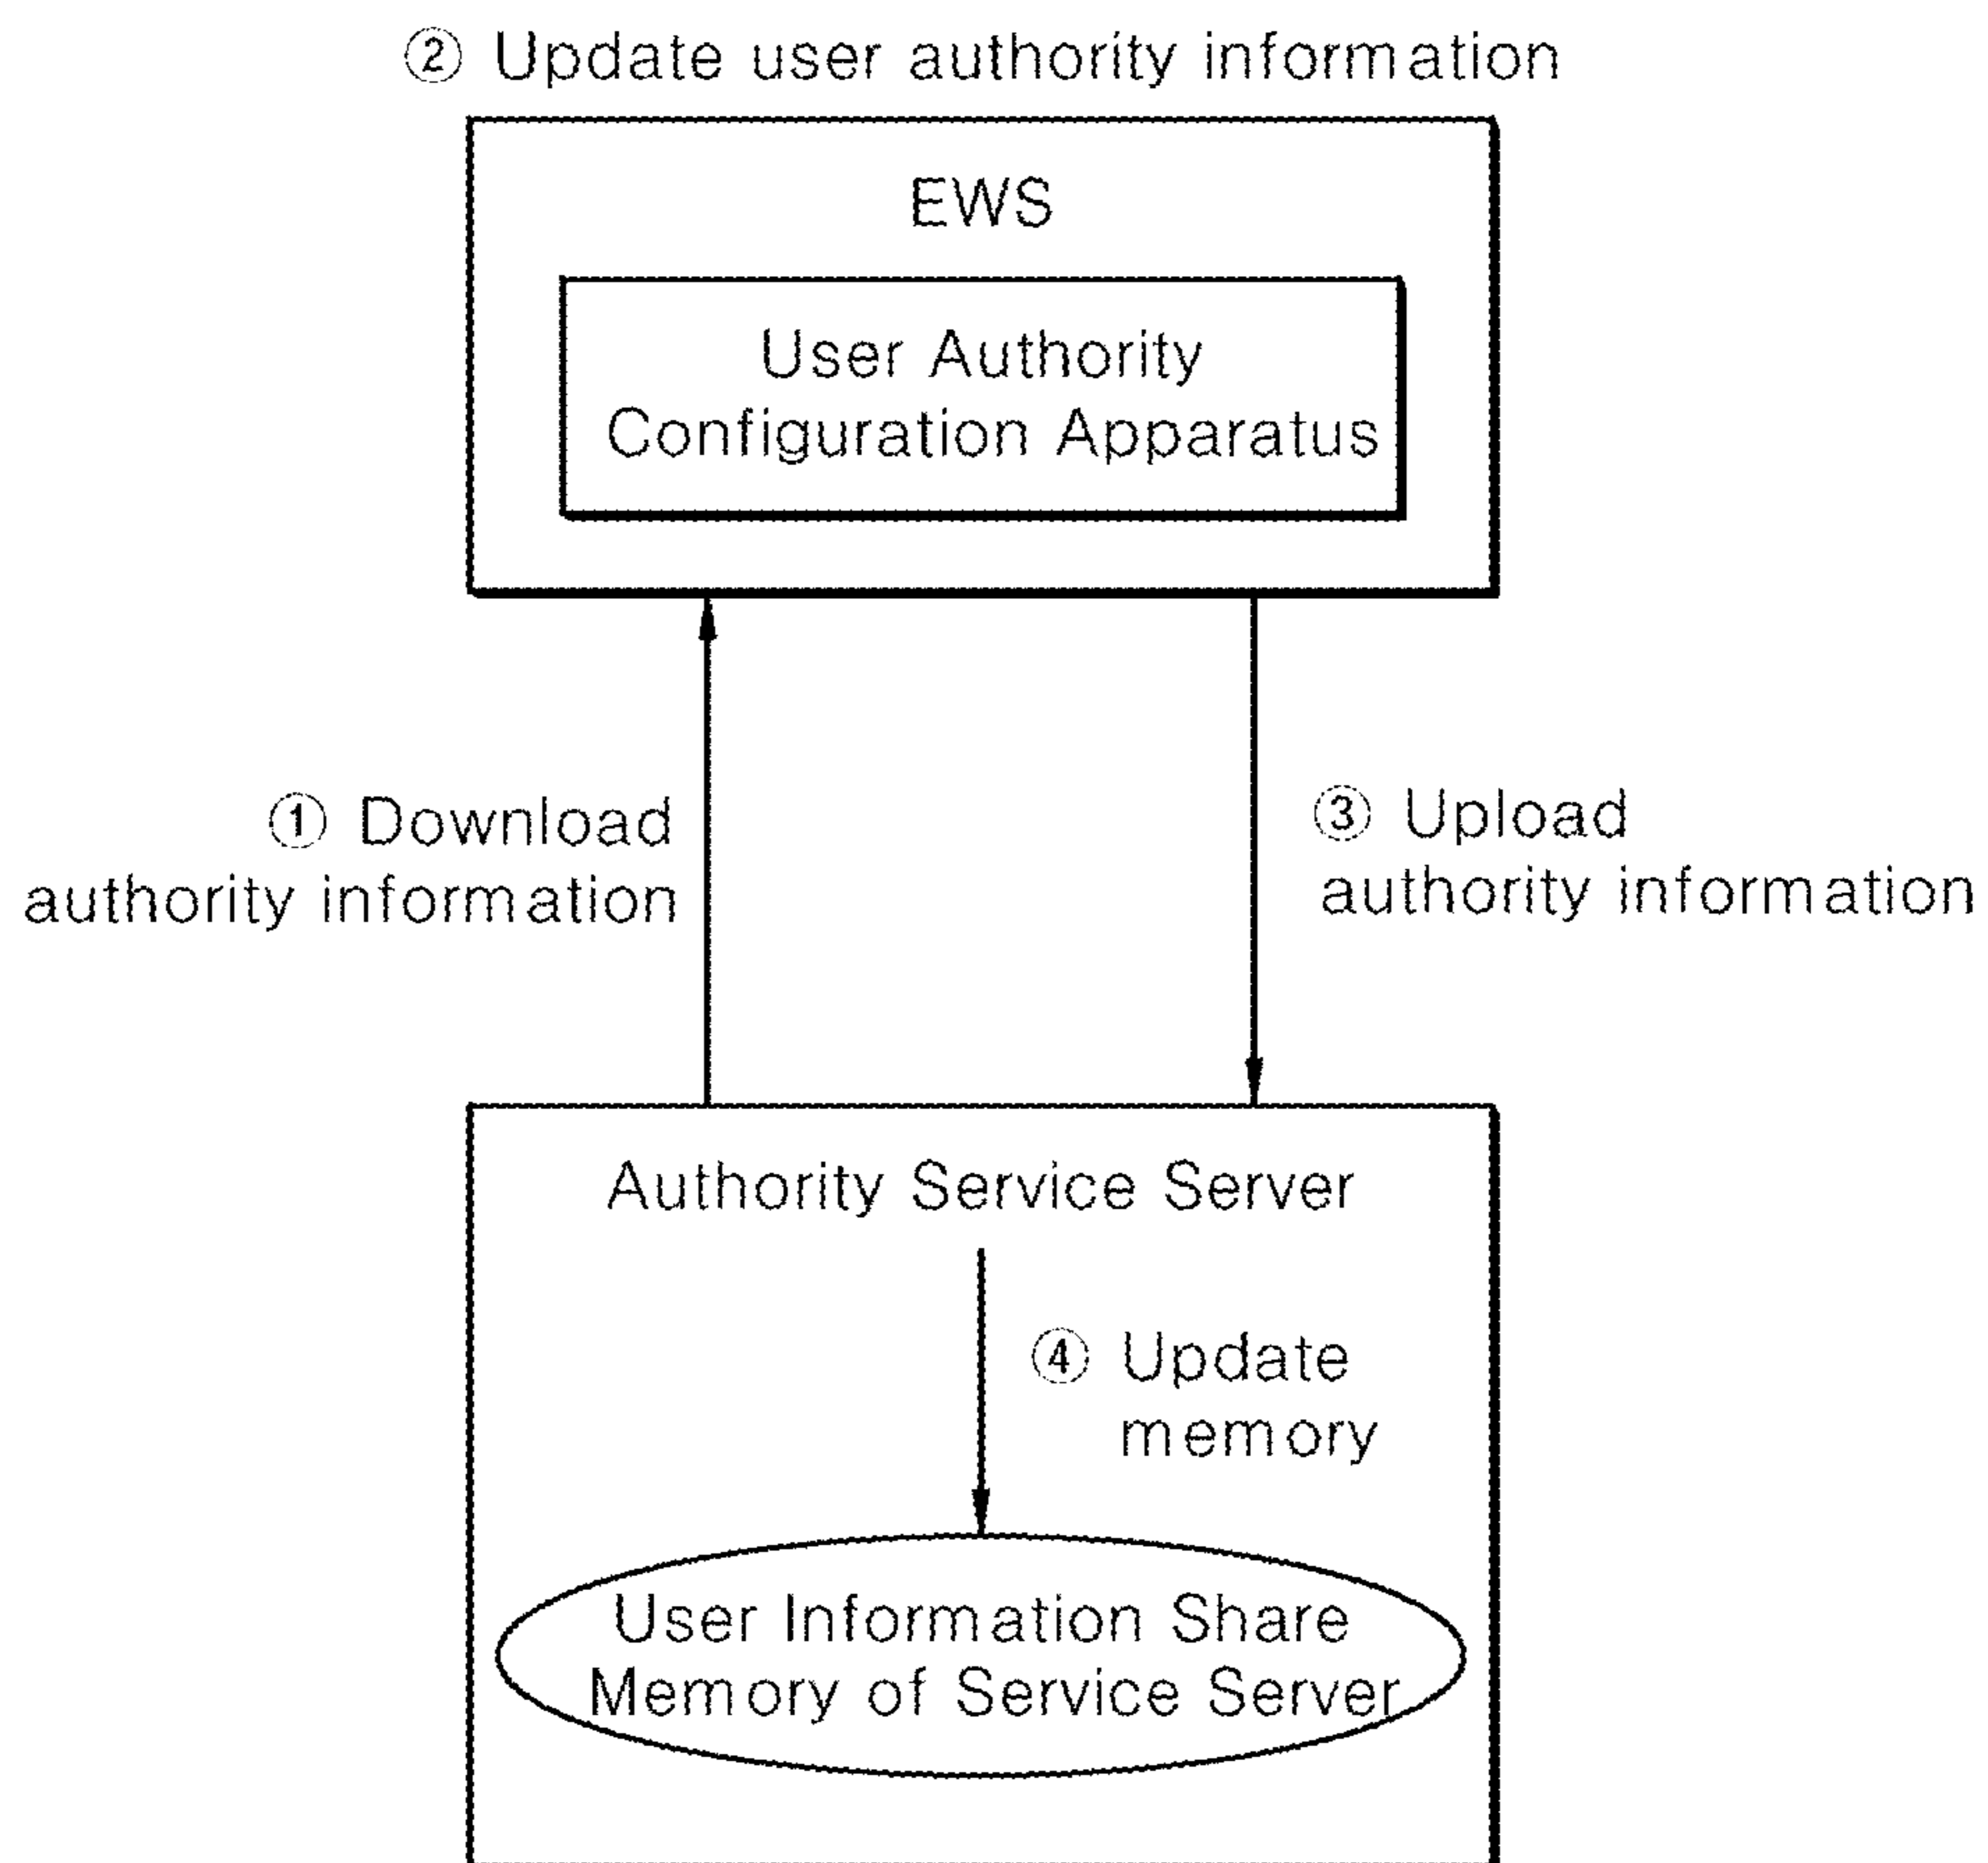 ② Update user authority information
EWS
User Authority
Configuration Apparatus
① Download
authority information
③ Upload
authority information
Authority Service Server
④ Update
memory
User Information Share
Memory of Service Server